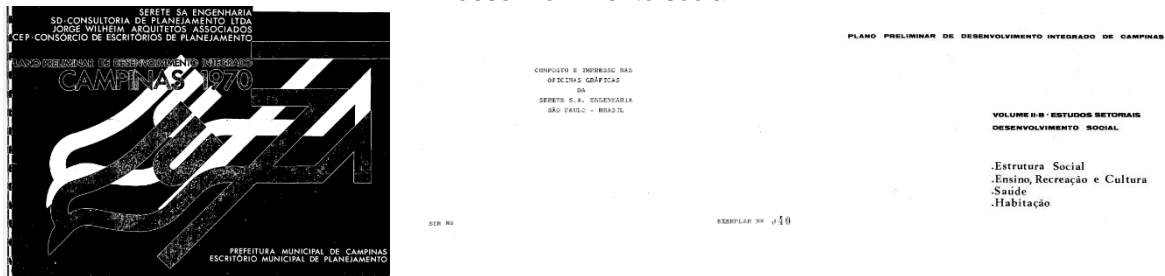 SERETE SA ENGENHARIA
SD·CONSULTORIA DE PLANEJAMENTO LTDA
JORGE WILHEIM ARQUITETOS ASSOCIADOS
CEP·CONSÓRCIO DE ESCRITÓRIOS DE PLANEJAMENTO
PLANO PRELIMINAR DE DESENVOLVIMENTO INTEGRADO
CAMPINAS 1970
PREFEITURA MUNICIPAL DE CAMPINAS
ESCRITÓRIO MUNICIPAL DE PLANEJAMENTO
COMPOSTO E IMPRESSO NAS
OFICINAS GRÁFICAS
DA
SERETE S.A. ENGENHARIA
SÃO PAULO - BRASIL
EXEMPLAR Nº
PLANO PRELIMINAR DE DESENVOLVIMENTO INTEGRADO DE CAMPINAS
VOLUME II-B - ESTUDOS SETORIAIS
DESENVOLVIMENTO SOCIAL
.Estrutura Social
.Ensino, Recreação e Cultura
.Saúde
.Habitação